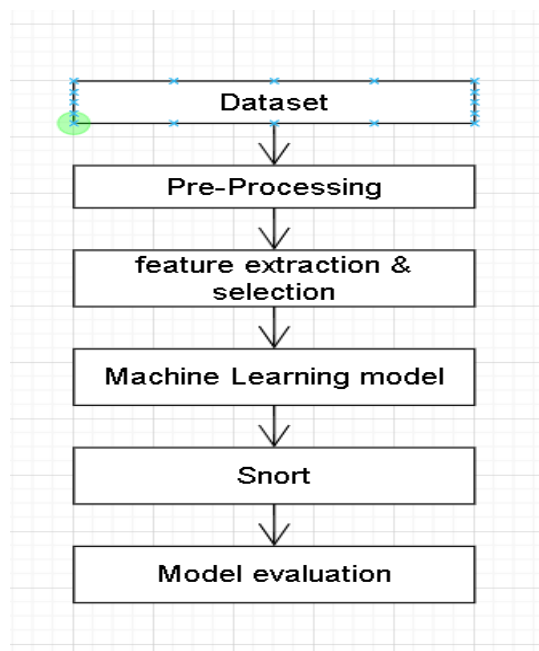 Dataset
Pre-Processing
feature extraction &
selection
Machine Learning model
Snort
Model evaluation